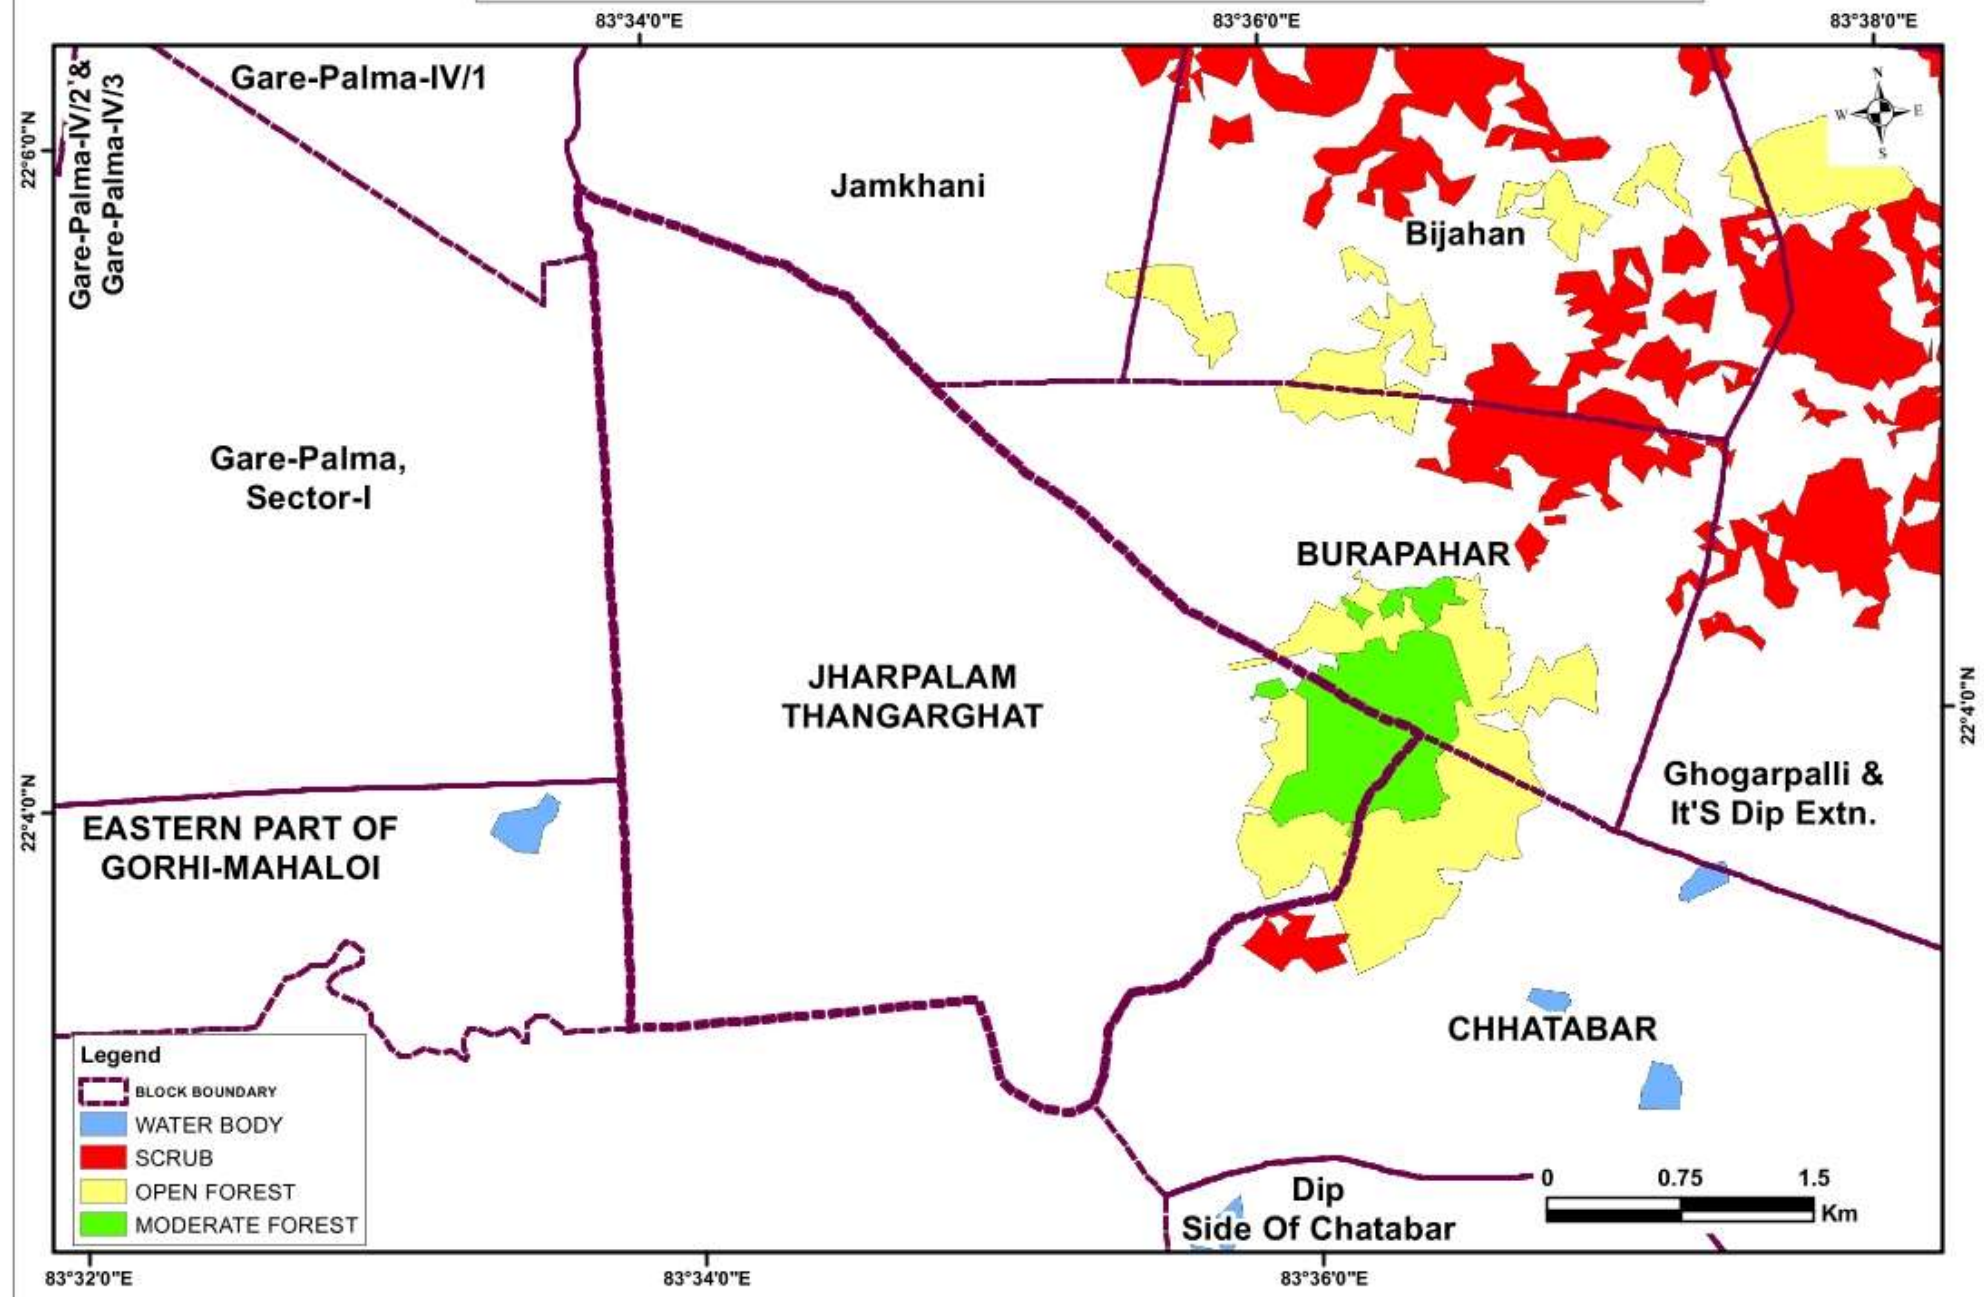 83°34'0"E
83°36'0"E
83°38'0"E
Gare-Palma-IV/2 &
Gare-Palma-IV/3
Gare-Palma-IV/1
N
W
E
S
22°6'0"N
Jamkhani
Bijahan
Gare-Palma,
Sector-I
BURAPAHAR
JHARPALAM
THANGARGHAT
22°4'0"N
Ghogarpalli &
It'S Dip Extn.
22°4'0"N
EASTERN PART OF
GORHI-MAHALOI
CHHATABAR
Legend
BLOCK BOUNDARY
WATER BODY
SCRUB
OPEN FOREST
MODERATE FOREST
Dip
Side Of Chatabar
0
0.75
1.5
Km
83°32'0"E
83°34'0"E
83°36'0"E